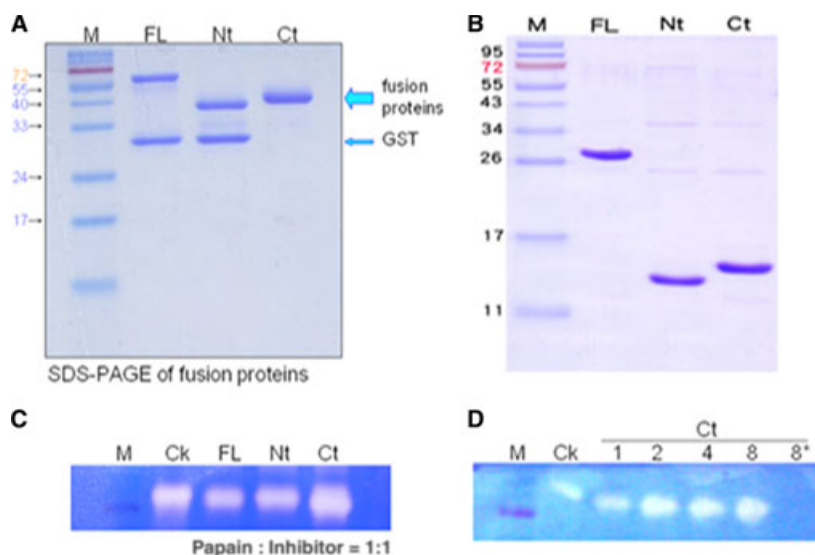 A
M FL Nt Ct
72
55
40
33
24
17
fusion
proteins
GST
SDS-PAGE of fusion proteins
B
M FL Nt Ct
95
72
55
43
34
26
17
11
C
M Ck FL Nt Ct
Papain : Inhibitor = 1:1
D
Ct
M Ck 1 2 4 8 8*